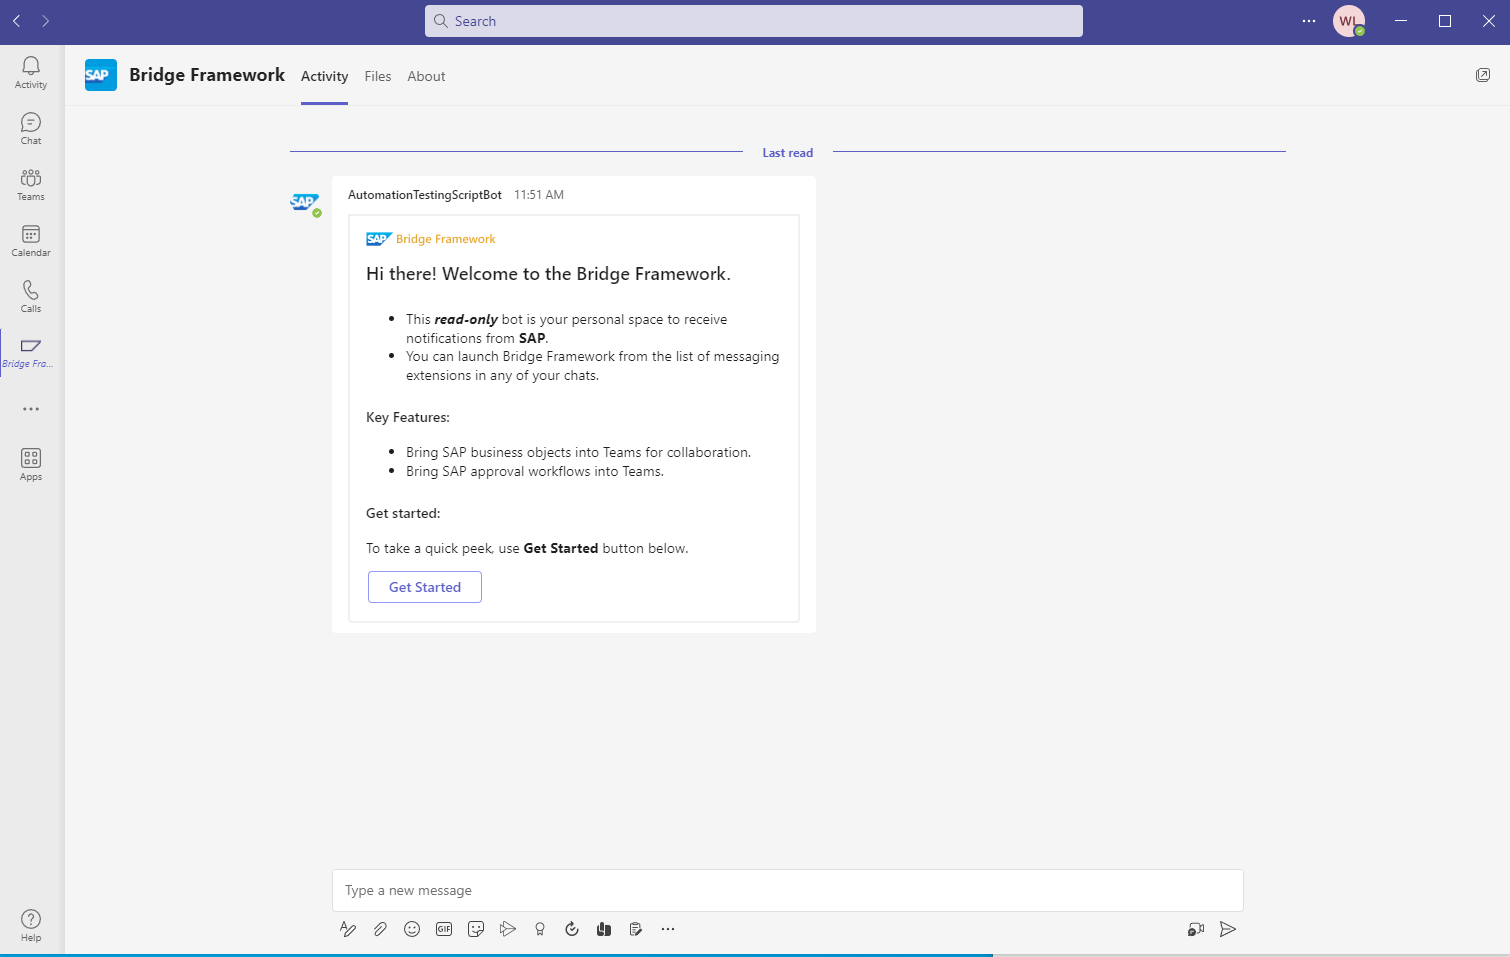 Search
WL
SAP
Bridge Framework
Activity
Files
About
Activity
Chat
Teams
Calendar
Calls
Bridge Fra...
Apps
Help
Last read
SAP
AutomationTestingScriptBot 11:51 AM
SAP Bridge Framework
Hi there! Welcome to the Bridge Framework.
This read-only bot is your personal space to receive
notifications from SAP.
You can launch Bridge Framework from the list of messaging
extensions in any of your chats.
Key Features:
Bring SAP business objects into Teams for collaboration.
Bring SAP approval workflows into Teams.
Get started:
To take a quick peek, use Get Started button below.
Get Started
Type a new message
GIF